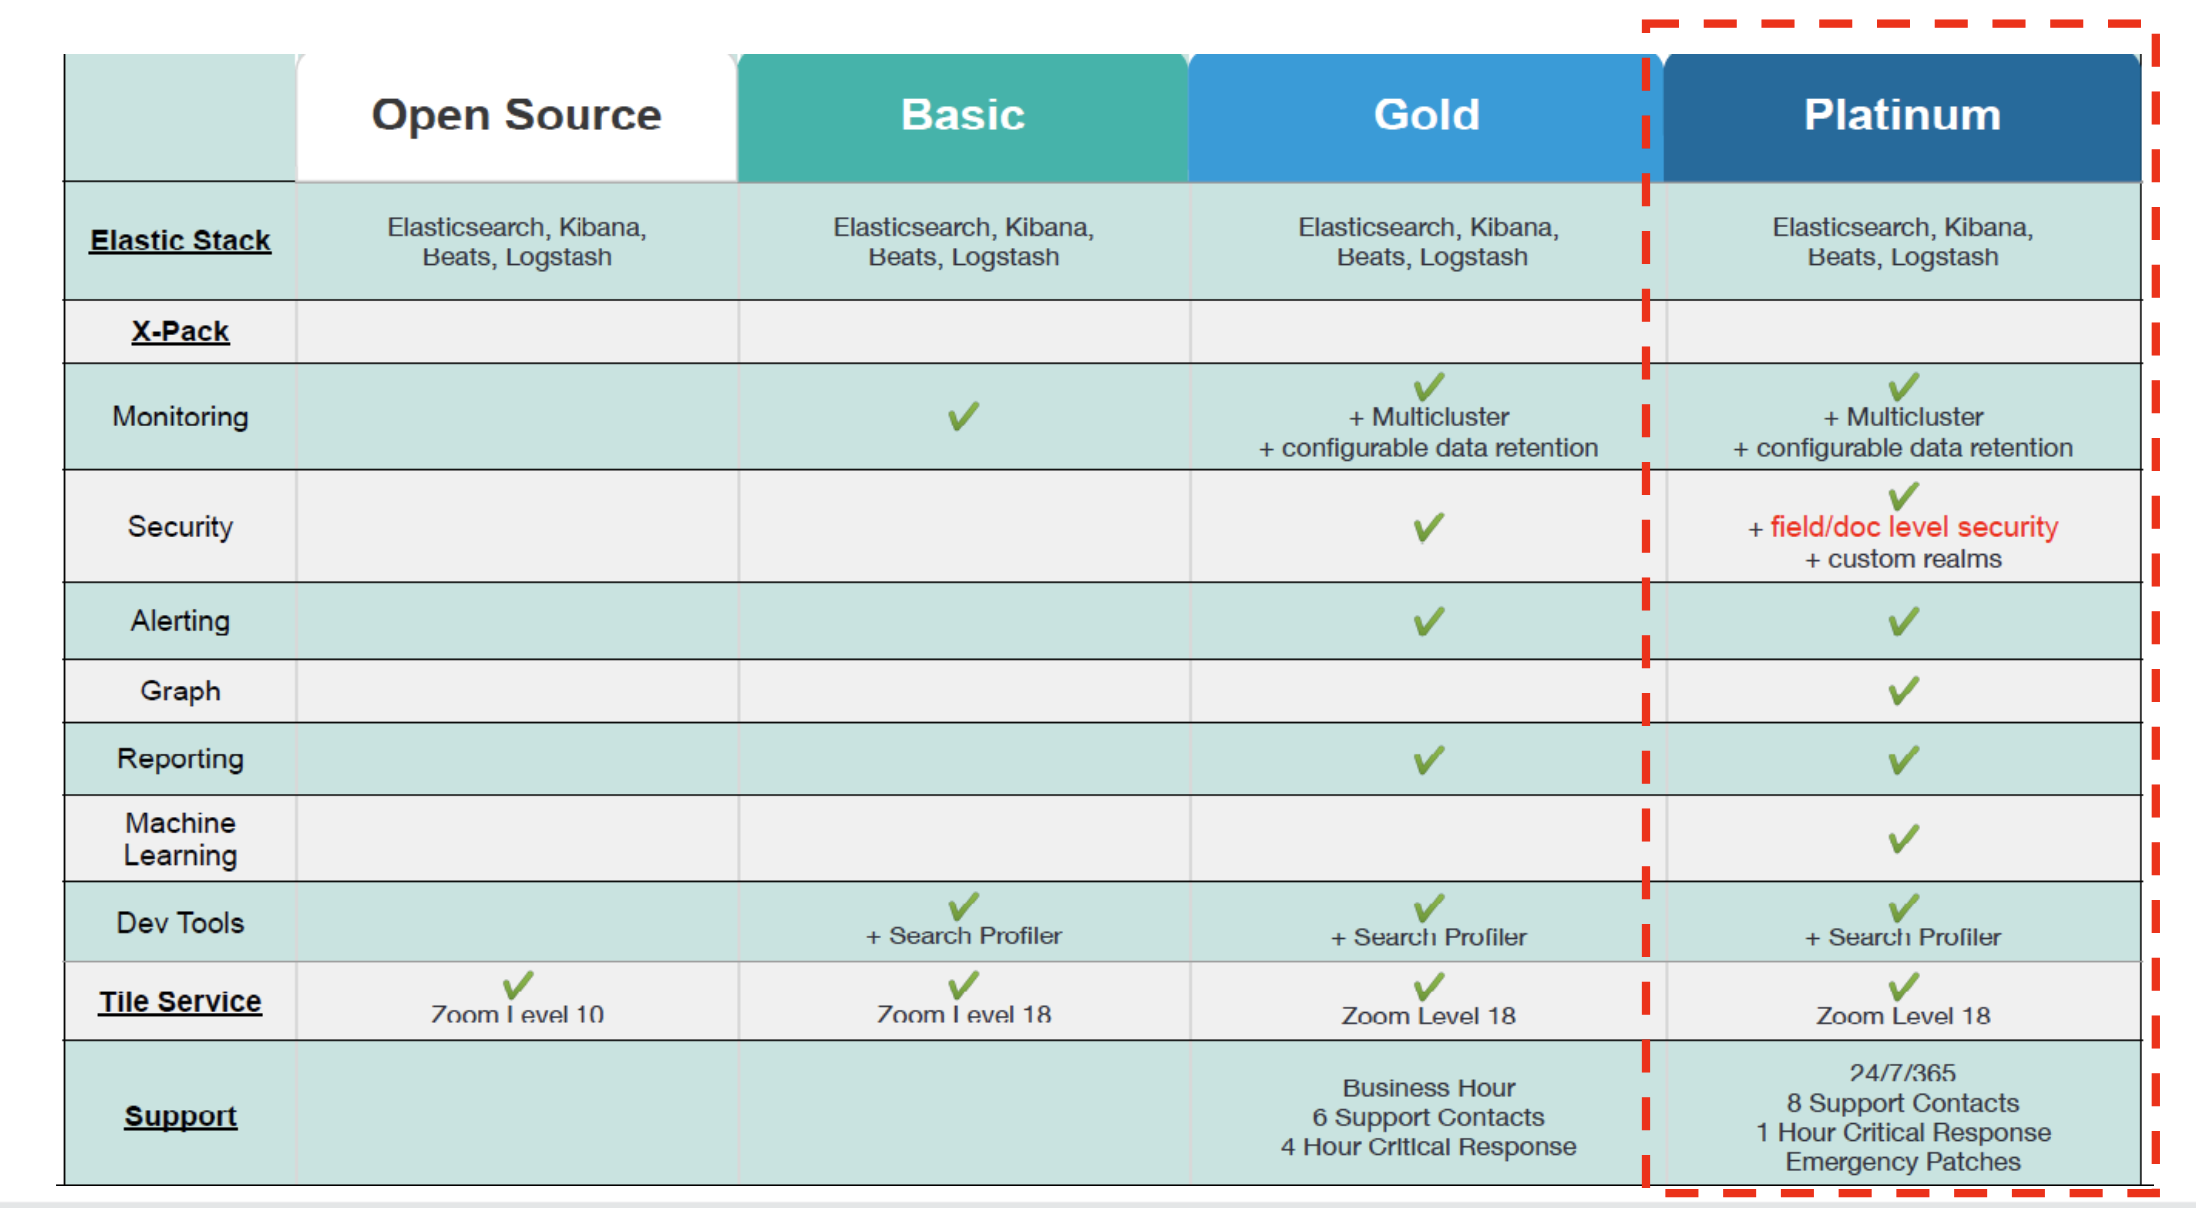 Open Source
Basic
Gold
Platinum
Elastic Stack
Elasticsearch, Kibana,
Beats, Logstash
Elasticsearch, Kibana,
Beats, Logstash
Elasticsearch, Kibana,
Beats, Logstash
Elasticsearch, Kibana,
Beats, Logstash
X-Pack
Monitoring
✔
✔
+ Multicluster
+ configurable data retention
✔
+ Multicluster
+ configurable data retention
Security
✔
✔
+ field/doc level security
+ custom realms
Alerting
✔
✔
Graph
✔
Reporting
✔
✔
Machine
Learning
✔
Dev Tools
✔
+ Search Profiler
✔
+ Search Profiler
✔
+ Search Profiler
Tile Service
✔
Zoom Level 10
✔
Zoom Level 18
✔
Zoom Level 18
✔
Zoom Level 18
Support
Business Hour
6 Support Contacts
4 Hour Critical Response
24/7/365
8 Support Contacts
1 Hour Critical Response
Emergency Patches